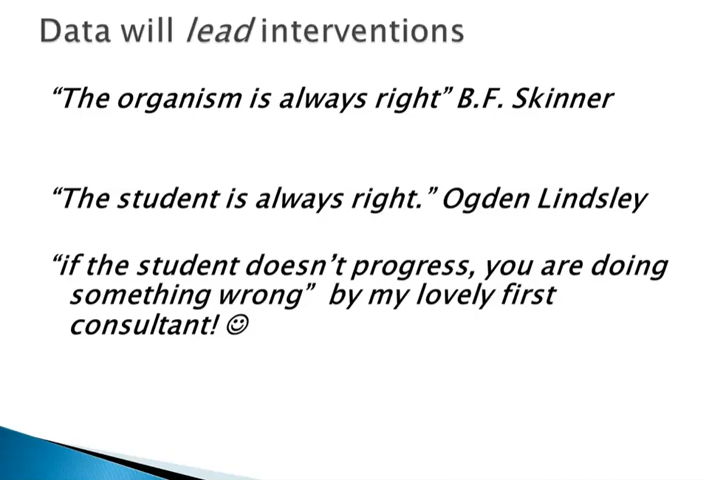 Data will lead interventions
“The organism is always right” B.F. Skinner
“The student is always right.” Ogden Lindsley
“if the student doesn’t progress, you are doing
something wrong”  by my lovely first
consultant! ☺